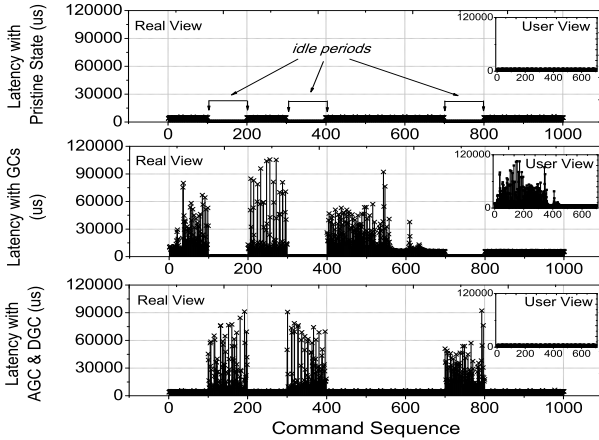 Latency with
Pristine State (us)
120000
90000
60000
30000
0
Real View
idle periods
User View
120000
0
0 200 400 600
0 200 400 600 800 1000
Latency with GCs
(us)
120000
90000
60000
30000
0
Real View
User View
120000
0
0 200 400 600
0 200 400 600 800 1000
Latency with
AGC & DGC (us)
120000
90000
60000
30000
0
Real View
User View
120000
0
0 200 400 600
0 200 400 600 800 1000
Command Sequence